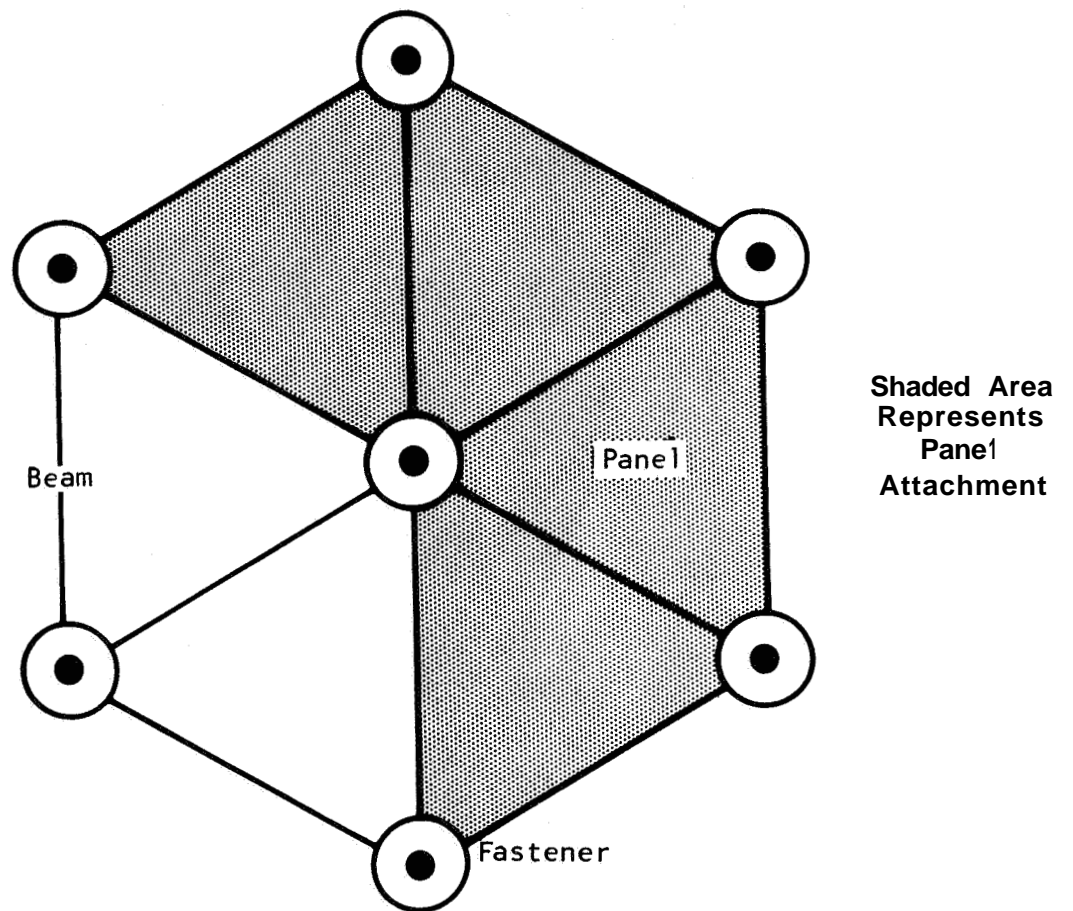 Shaded Area
Represents
Panel
Attachment
Panel
Beam
Fastener